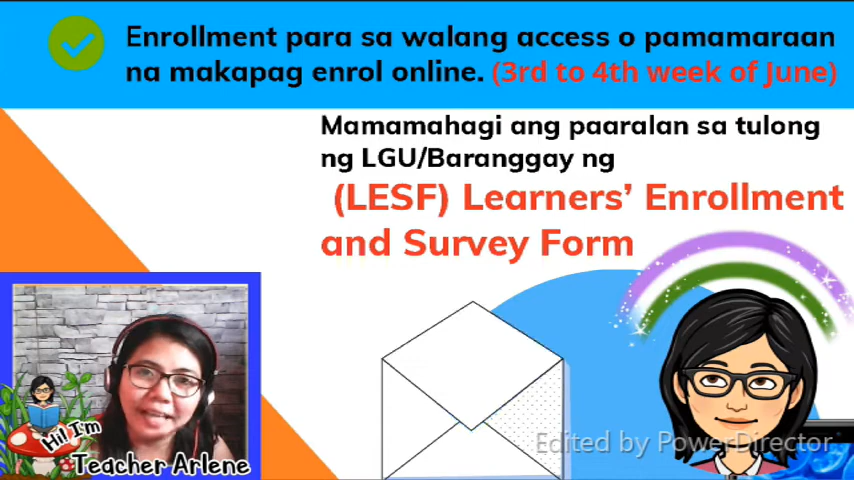 Enrollment para sa walang access o pamamaraan
na makapag enrol online. (3rd to 4th week of June)
Mamamahagi ang paaralan sa tulong
ng LGU/Baranggay ng
(LESF) Learners’ Enrollment
and Survey Form
Hi! I'm
Teacher Arlene
Edited by PowerDirector